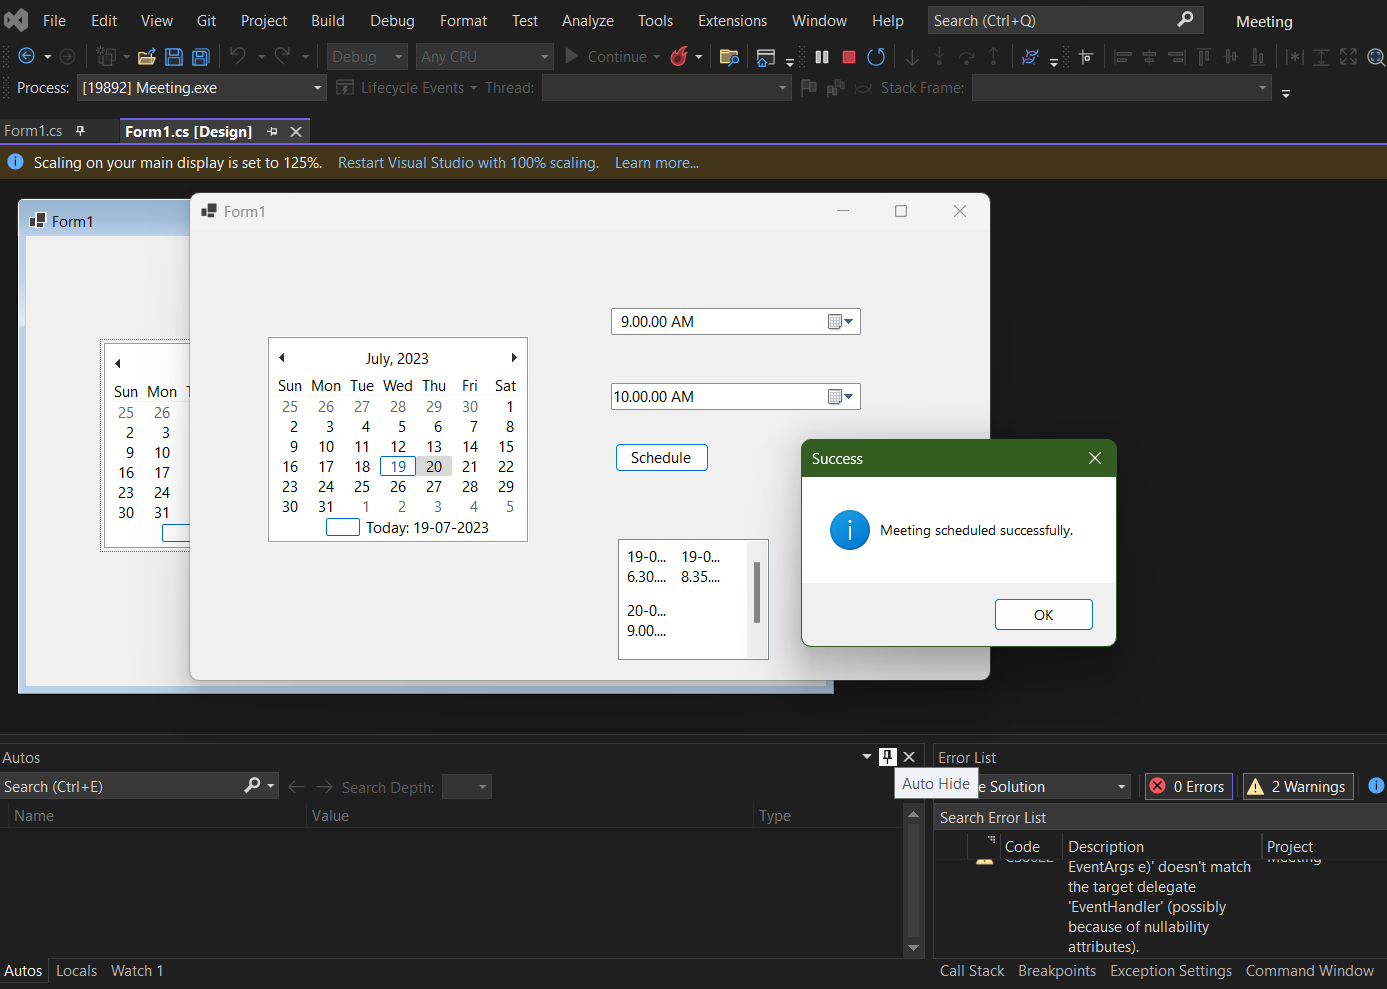 File Edit View Git Project Build Debug Format Test Analyze Tools Extensions Window Help Search (Ctrl+Q) Meeting
Debug Any CPU Continue
Process: [19892] Meeting.exe Lifecycle Events Thread: Stack Frame:
Form1.cs Form1.cs [Design]
Scaling on your main display is set to 125%. Restart Visual Studio with 100% scaling. Learn more...
Form1
Sun Mon
25 26
2 3
9 10
16 17
23 24
30 31
Form1
July, 2023
Sun Mon Tue Wed Thu Fri Sat
25 26 27 28 29 30 1
2 3 4 5 6 7 8
9 10 11 12 13 14 15
16 17 18 19 20 21 22
23 24 25 26 27 28 29
30 31 1 2 3 4 5
Today: 19-07-2023
9.00.00 AM
10.00.00 AM
Schedule
19-0... 19-0...
6.30.... 8.35....
20-0...
9.00....
Success
Meeting scheduled successfully.
OK
Autos
Search (Ctrl+E) Search Depth:
Name Value Type
Autos Locals Watch 1
Auto Hide
Error List
e Solution 0 Errors 2 Warnings
Search Error List
Code Description Project
EventArgs e)' doesn't match
the target delegate
'EventHandler' (possibly
because of nullability
attributes).
Call Stack Breakpoints Exception Settings Command Window